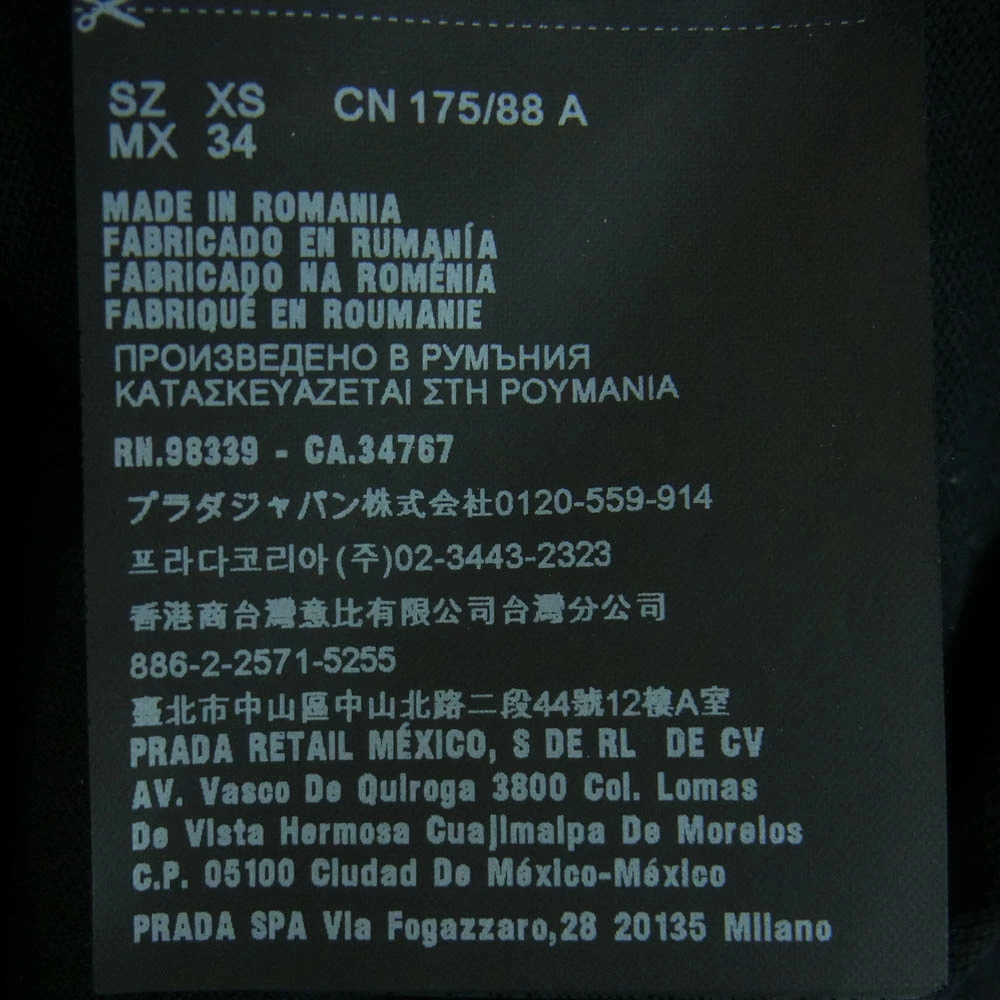 SZ XS CN 175/88 A
MX 34
MADE IN ROMANIA
FABRICADO EN RUMANÍA
FABRICADO NA ROMÉNIA
FABRIQUÉ EN ROUMANIE
ПРОИЗВЕДЕНО В РУМЪНИЯ
ΚΑΤΑΣΚΕΥΑΖΕΤΑΙ ΣΤΗ ΡΟΥΜΑΝΙΑ
RN.98339 - CA.34767
プラダジャパン株式会社0120-559-914
프라다코리아(주)02-3443-2323
香港商台灣意比有限公司台灣分公司
886-2-2571-5255
臺北市中山區中山北路二段44號12樓A室
PRADA RETAIL MÉXICO, S DE RL DE CV
AV. Vasco De Quiroga 3800 Col. Lomas
De Vista Hermosa Cuajimalpa De Morelos
C.P. 05100 Ciudad De México-México
PRADA SPA Via Fogazzaro,28 20135 Milano